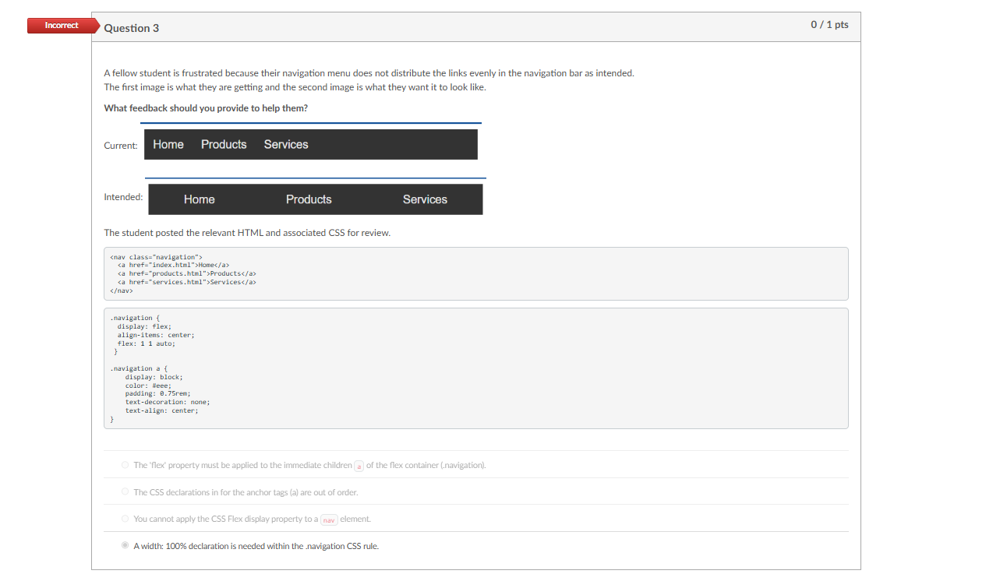 Incorrect
Question 3
0 / 1 pts
A fellow student is frustrated because their navigation menu does not distribute the links evenly in the navigation bar as intended.
The first image is what they are getting and the second image is what they want it to look like.
What feedback should you provide to help them?
Current:
Home Products Services
Intended:
Home Products Services
The student posted the relevant HTML and associated CSS for review.
<nav class="navigation">
  <a href="index.html">Home</a>
  <a href="products.html">Products</a>
  <a href="services.html">Services</a>
</nav>
.navigation {
  display: flex;
  align-items: center;
  flex: 1 1 auto;
 }
.navigation a {
    display: block;
    color: #eee;
    padding: 0.75rem;
    text-decoration: none;
    text-align: center;
}
The 'flex' property must be applied to the immediate children a of the flex container (.navigation).
The CSS declarations in for the anchor tags (a) are out of order.
You cannot apply the CSS Flex display property to a nav element.
A width: 100% declaration is needed within the .navigation CSS rule.